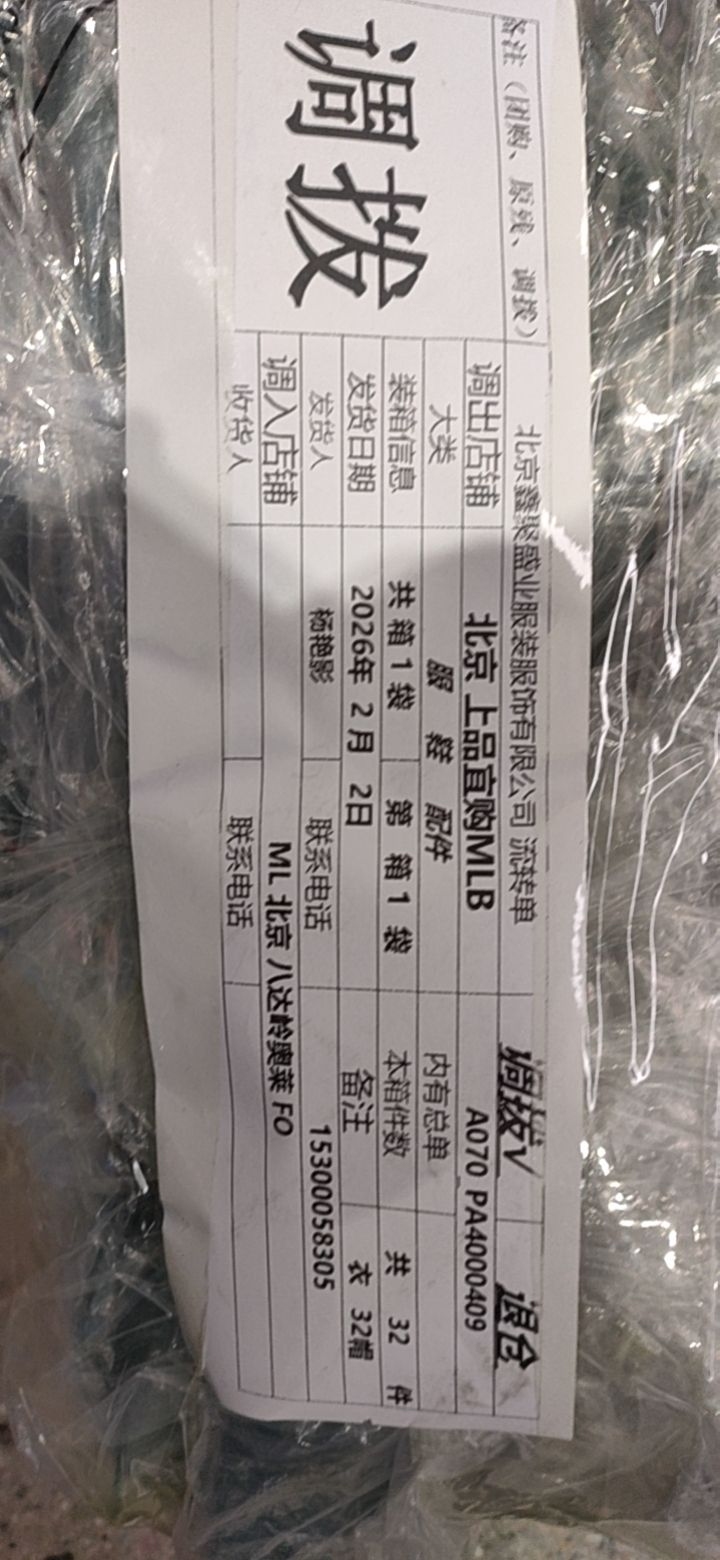 北京鑫聚盛业服装服饰有限公司 流转单 调拨√ 退仓
备注（团购、原残、调拨）
调拨
调出店铺 北京 上品宜购MLB A070 PA4000409
大类 服 鞋 配件 内有总单
装箱信息 共 箱 1 袋 第 箱 1 袋 本箱件数 共 32 件
发货日期 2026年 2 月 2日 备注 衣 32帽
发货人 杨艳影 联系电话 15300058305
调入店铺 ML 北京 八达岭奥莱 FO
收货人 联系电话